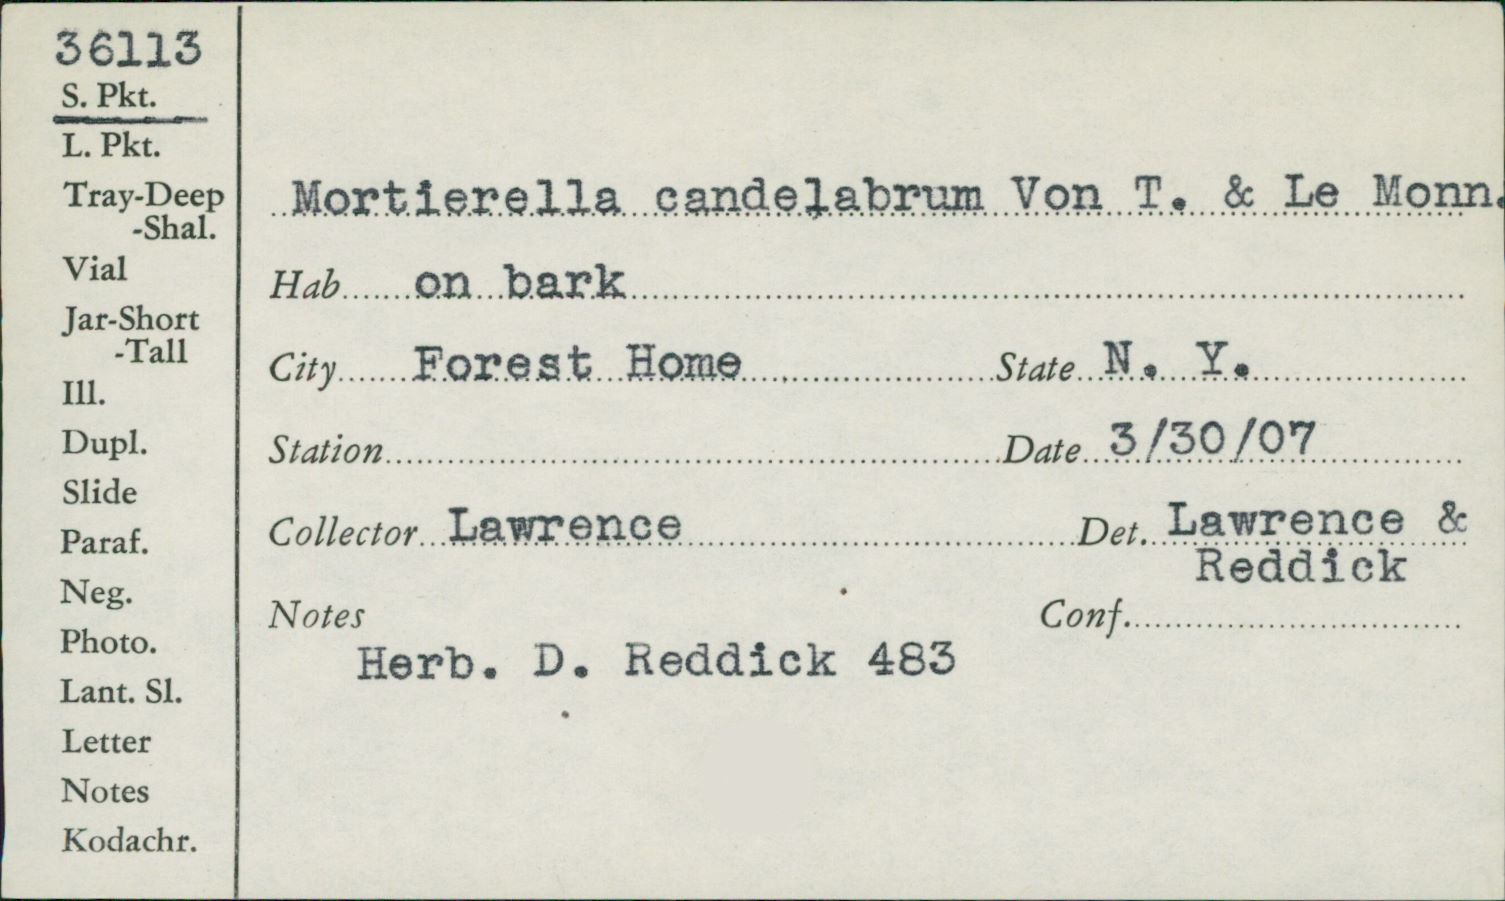 36113
S. Pkt.
L. Pkt.
Tray-Deep
-Shal.
Vial
Jar-Short
-Tall
Ill.
Dupl.
Slide
Paraf.
Neg.
Photo.
Lant. Sl.
Letter
Notes
Kodachr.
Mortierella candelabrum Von T. & Le Monn.
Hab on bark
City Forest Home State N. Y.
Station Date 3/30/07
Collector Lawrence Det. Lawrence &
Reddick
Notes Conf.
Herb. D. Reddick 483